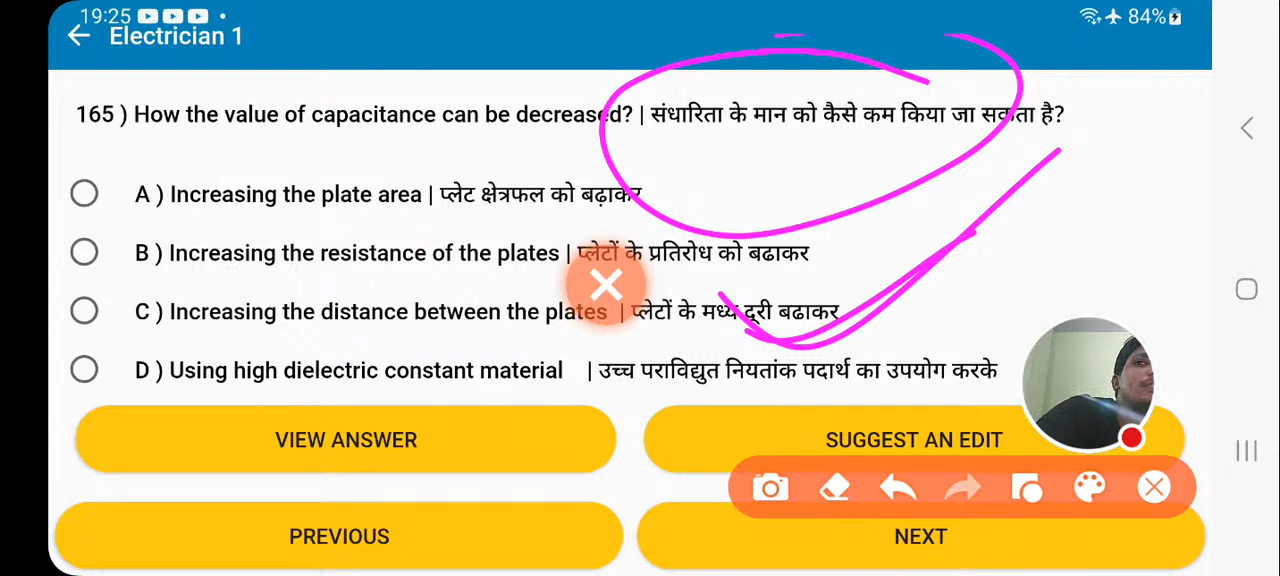 19:25
84%
Electrician 1
165 ) How the value of capacitance can be decreased? | संधारिता के मान को कैसे कम किया जा सकता है?
A ) Increasing the plate area | प्लेट क्षेत्रफल को बढ़ाकर
B ) Increasing the resistance of the plates | प्लेटों के प्रतिरोध को बढाकर
C ) Increasing the distance between the plates | प्लेटों के मध्य दूरी बढाकर
D ) Using high dielectric constant material | उच्च पराविद्युत नियतांक पदार्थ का उपयोग करके
VIEW ANSWER
SUGGEST AN EDIT
PREVIOUS
NEXT